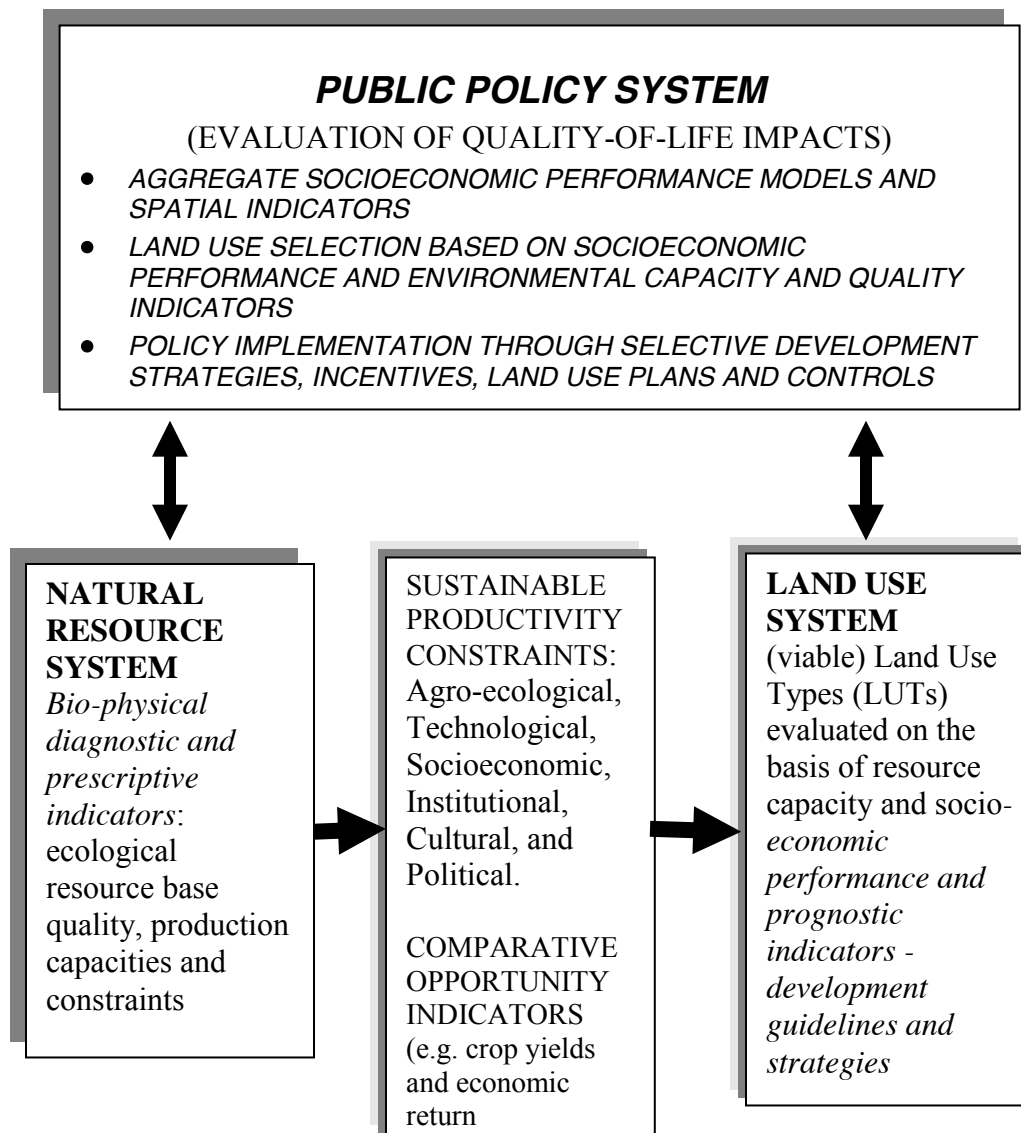 PUBLIC POLICY SYSTEM
(EVALUATION OF QUALITY-OF-LIFE IMPACTS)
● AGGREGATE SOCIOECONOMIC PERFORMANCE MODELS AND
SPATIAL INDICATORS
● LAND USE SELECTION BASED ON SOCIOECONOMIC
PERFORMANCE AND ENVIRONMENTAL CAPACITY AND QUALITY
INDICATORS
● POLICY IMPLEMENTATION THROUGH SELECTIVE DEVELOPMENT
STRATEGIES, INCENTIVES, LAND USE PLANS AND CONTROLS
NATURAL
RESOURCE
SYSTEM
Bio-physical
diagnostic and
prescriptive
indicators:
ecological
resource base
quality, production
capacities and
constraints
SUSTAINABLE
PRODUCTIVITY
CONSTRAINTS:
Agro-ecological,
Technological,
Socioeconomic,
Institutional,
Cultural, and
Political.
COMPARATIVE
OPPORTUNITY
INDICATORS
(e.g. crop yields
and economic
return
LAND USE
SYSTEM
(viable) Land Use
Types (LUTs)
evaluated on the
basis of resource
capacity and socio-
economic
performance and
prognostic
indicators -
development
guidelines and
strategies